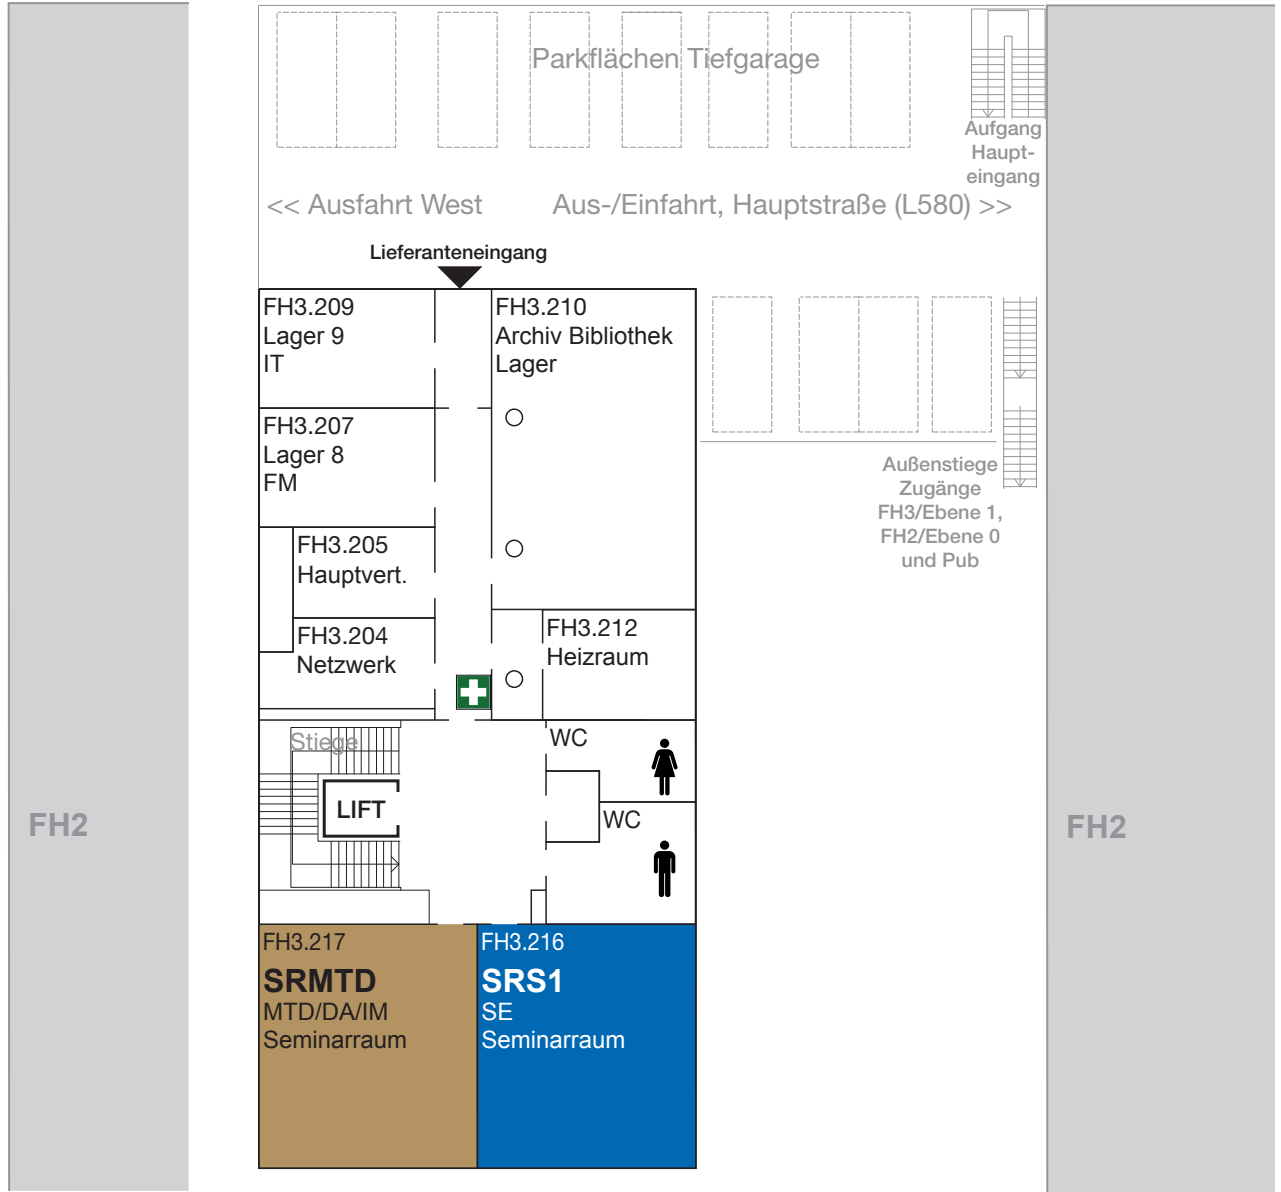 Parkflächen Tiefgarage
Aufgang
Haupt-
eingang
<< Ausfahrt West
Aus-/Einfahrt, Hauptstraße (L580) >>
Lieferanteneingang
FH3.209
Lager 9
IT
FH3.210
Archiv Bibliothek
Lager
FH3.207
Lager 8
FM
Außenstiege
Zugänge
FH3/Ebene 1,
FH2/Ebene 0
und Pub
FH3.205
Hauptvert.
FH3.204
Netzwerk
FH3.212
Heizraum
Stiege
WC
LIFT
WC
FH2
FH2
FH3.217
SRMTD
MTD/DA/IM
Seminarraum
FH3.216
SRS1
SE
Seminarraum